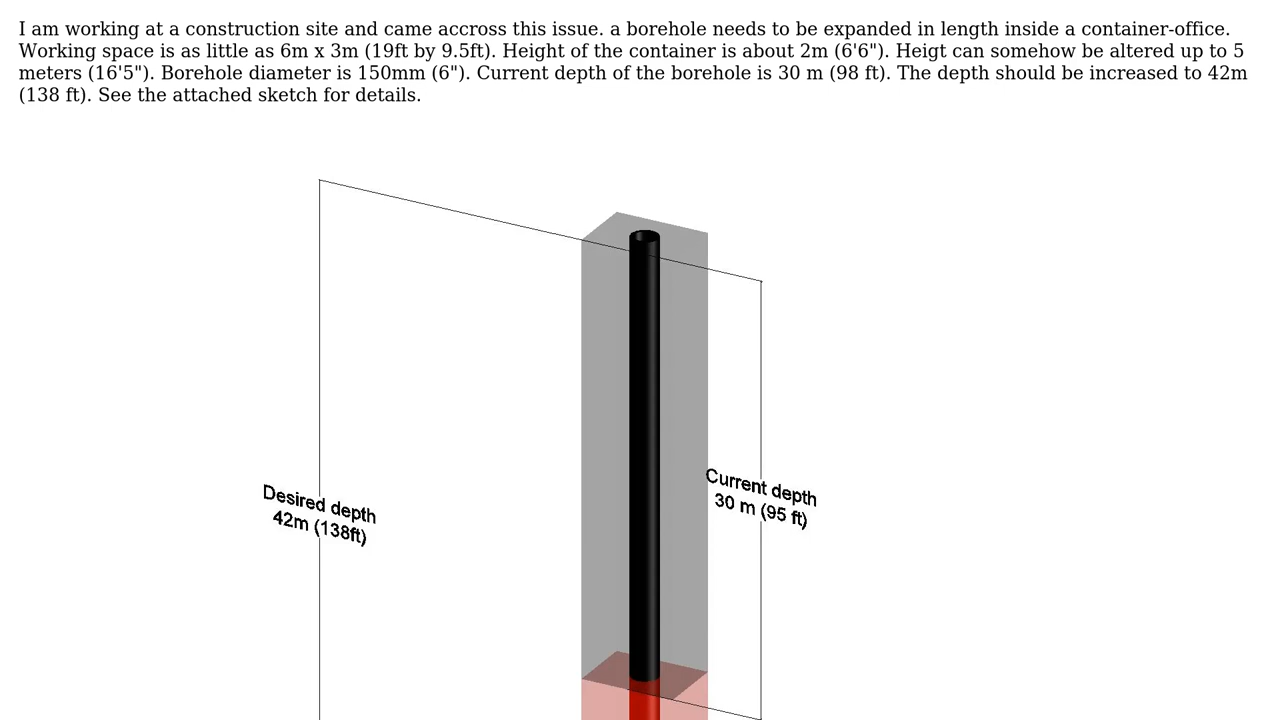 I am working at a construction site and came accross this issue. a borehole needs to be expanded in length inside a container-office.
Working space is as little as 6m x 3m (19ft by 9.5ft). Height of the container is about 2m (6'6"). Heigt can somehow be altered up to 5
meters (16'5"). Borehole diameter is 150mm (6"). Current depth of the borehole is 30 m (98 ft). The depth should be increased to 42m
(138 ft). See the attached sketch for details.
Current depth
30 m (95 ft)
Desired depth
42m (138ft)